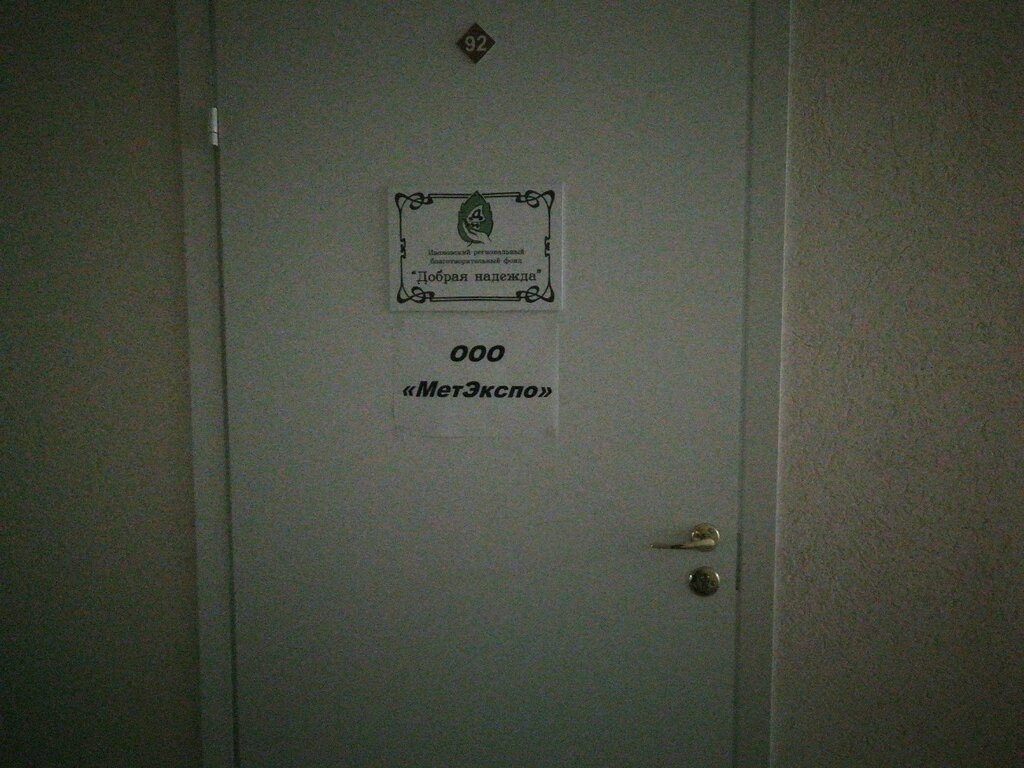 92
Ивановский региональный
благотворительный фонд
"Добрая надежда"
ООО
«МетЭкспо»